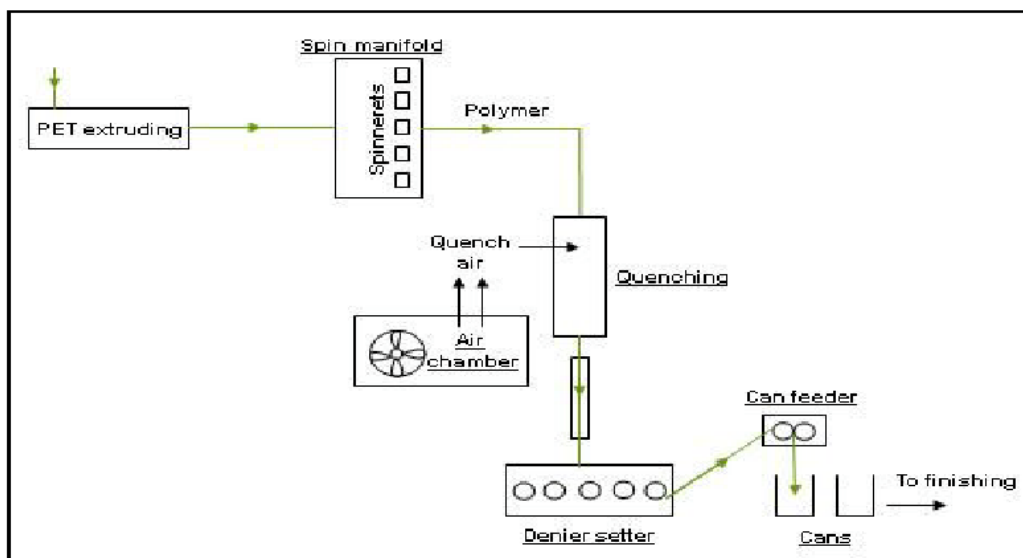 Spin manifold
PET extruding
Spinnerets
Polymer
Quench
air
Quenching
Air
chamber
Can feeder
To finishing
Denier setter
Cans